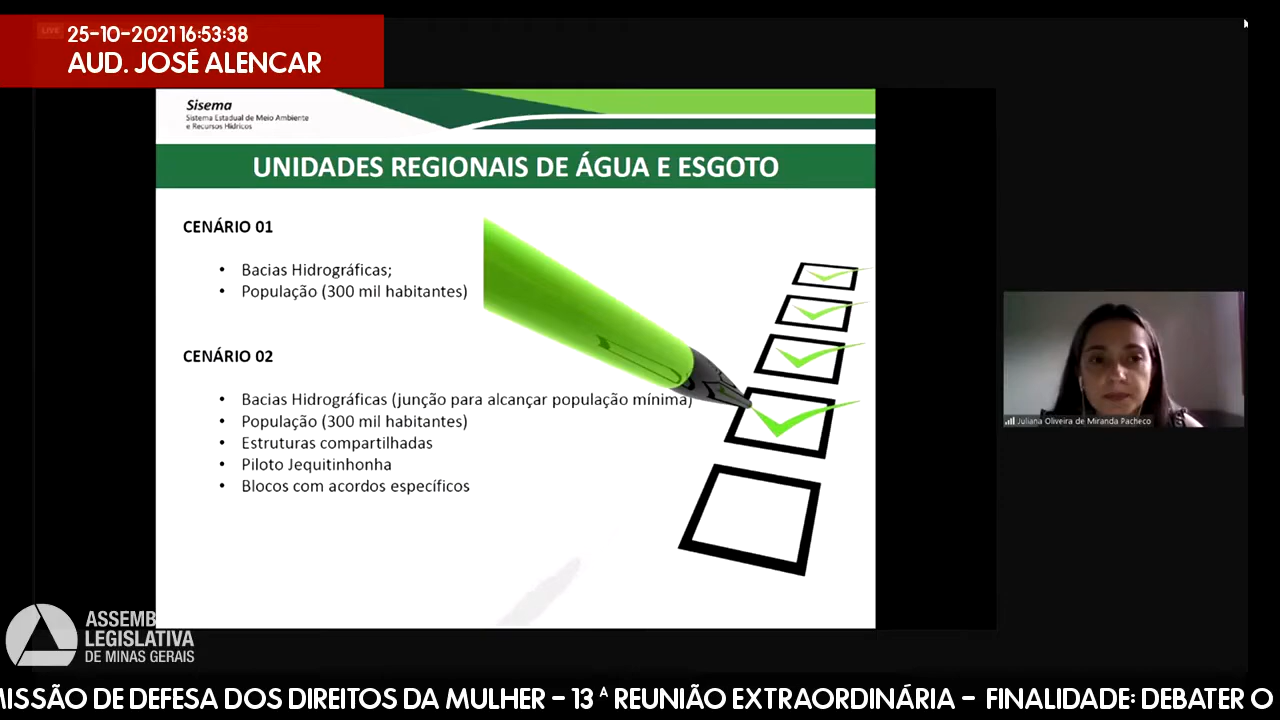 LIVE
25-10-2021 16:53:38
AUD. JOSÉ ALENCAR
Sisema
Sistema Estadual de Meio Ambiente
e Recursos Hídricos
UNIDADES REGIONAIS DE ÁGUA E ESGOTO
CENÁRIO 01
• Bacias Hidrográficas;
• População (300 mil habitantes)
CENÁRIO 02
• Bacias Hidrográficas (junção para alcançar população mínima)
• População (300 mil habitantes)
• Estruturas compartilhadas
• Piloto Jequitinhonha
• Blocos com acordos específicos
Juliana Oliveira de Miranda Pacheco
ASSEMB
LEGISLATIVA
DE MINAS GERAIS
MISSÃO DE DEFESA DOS DIREITOS DA MULHER – 13 ª REUNIÃO EXTRAORDINÁRIA – FINALIDADE: DEBATER O